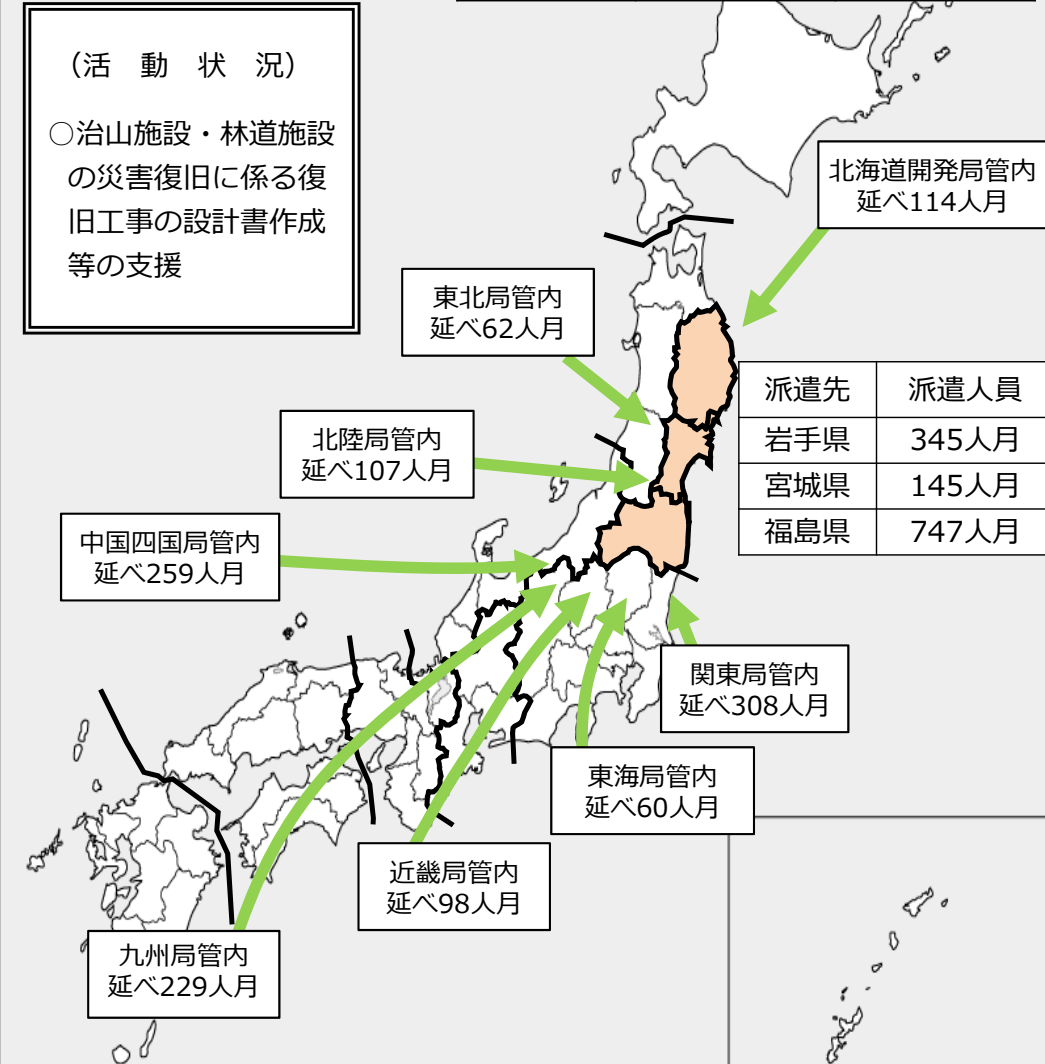 （活　動　状　況）
○治山施設・林道施設
の災害復旧に係る復
旧工事の設計書作成
等の支援
北海道開発局管内
延べ114人月
東北局管内
延べ62人月
派遣先 派遣人員
岩手県 345人月
宮城県 145人月
福島県 747人月
北陸局管内
延べ107人月
中国四国局管内
延べ259人月
関東局管内
延べ308人月
東海局管内
延べ60人月
近畿局管内
延べ98人月
九州局管内
延べ229人月